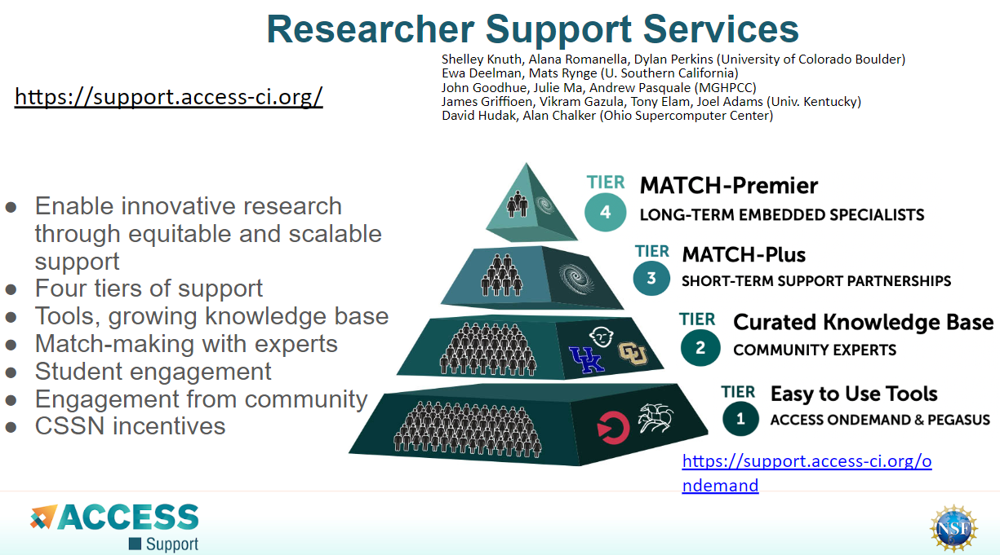 Researcher Support Services
Shelley Knuth, Alana Romanella, Dylan Perkins (University of Colorado Boulder)
Ewa Deelman, Mats Rynge (U. Southern California)
John Goodhue, Julie Ma, Andrew Pasquale (MGHPCC)
James Griffioen, Vikram Gazula, Tony Elam, Joel Adams (Univ. Kentucky)
David Hudak, Alan Chalker (Ohio Supercomputer Center)
https://support.access-ci.org/
● Enable innovative research
through equitable and scalable
support
● Four tiers of support
● Tools, growing knowledge base
● Match-making with experts
● Student engagement
● Engagement from community
● CSSN incentives
TIER
4
MATCH-Premier
LONG-TERM EMBEDDED SPECIALISTS
TIER
3
MATCH-Plus
SHORT-TERM SUPPORT PARTNERSHIPS
TIER
2
Curated Knowledge Base
COMMUNITY EXPERTS
UK
CU
TIER
1
Easy to Use Tools
ACCESS ONDEMAND & PEGASUS
https://support.access-ci.org/o
ndemand
ACCESS
Support
NSF